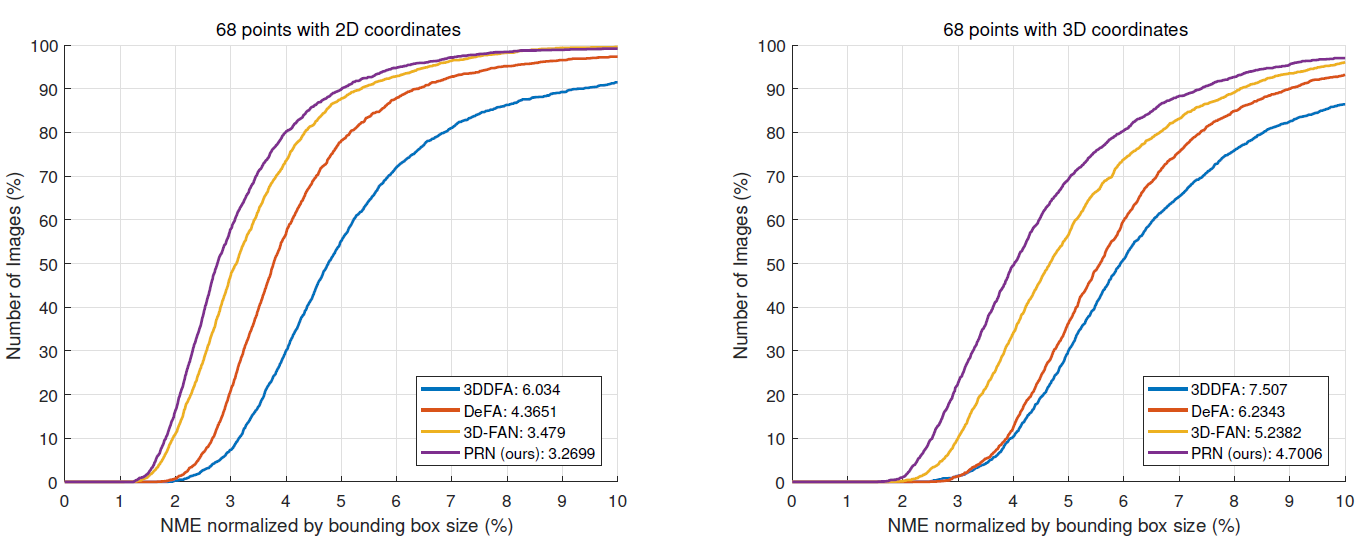 68 points with 2D coordinates
100
90
80
70
60
50
40
30
20
10
0
Number of Images (%)
3DDFA: 6.034
DeFA: 4.3651
3D-FAN: 3.479
PRN (ours): 3.2699
0 1 2 3 4 5 6 7 8 9 10
NME normalized by bounding box size (%)
68 points with 3D coordinates
100
90
80
70
60
50
40
30
20
10
0
Number of Images (%)
3DDFA: 7.507
DeFA: 6.2343
3D-FAN: 5.2382
PRN (ours): 4.7006
0 1 2 3 4 5 6 7 8 9 10
NME normalized by bounding box size (%)